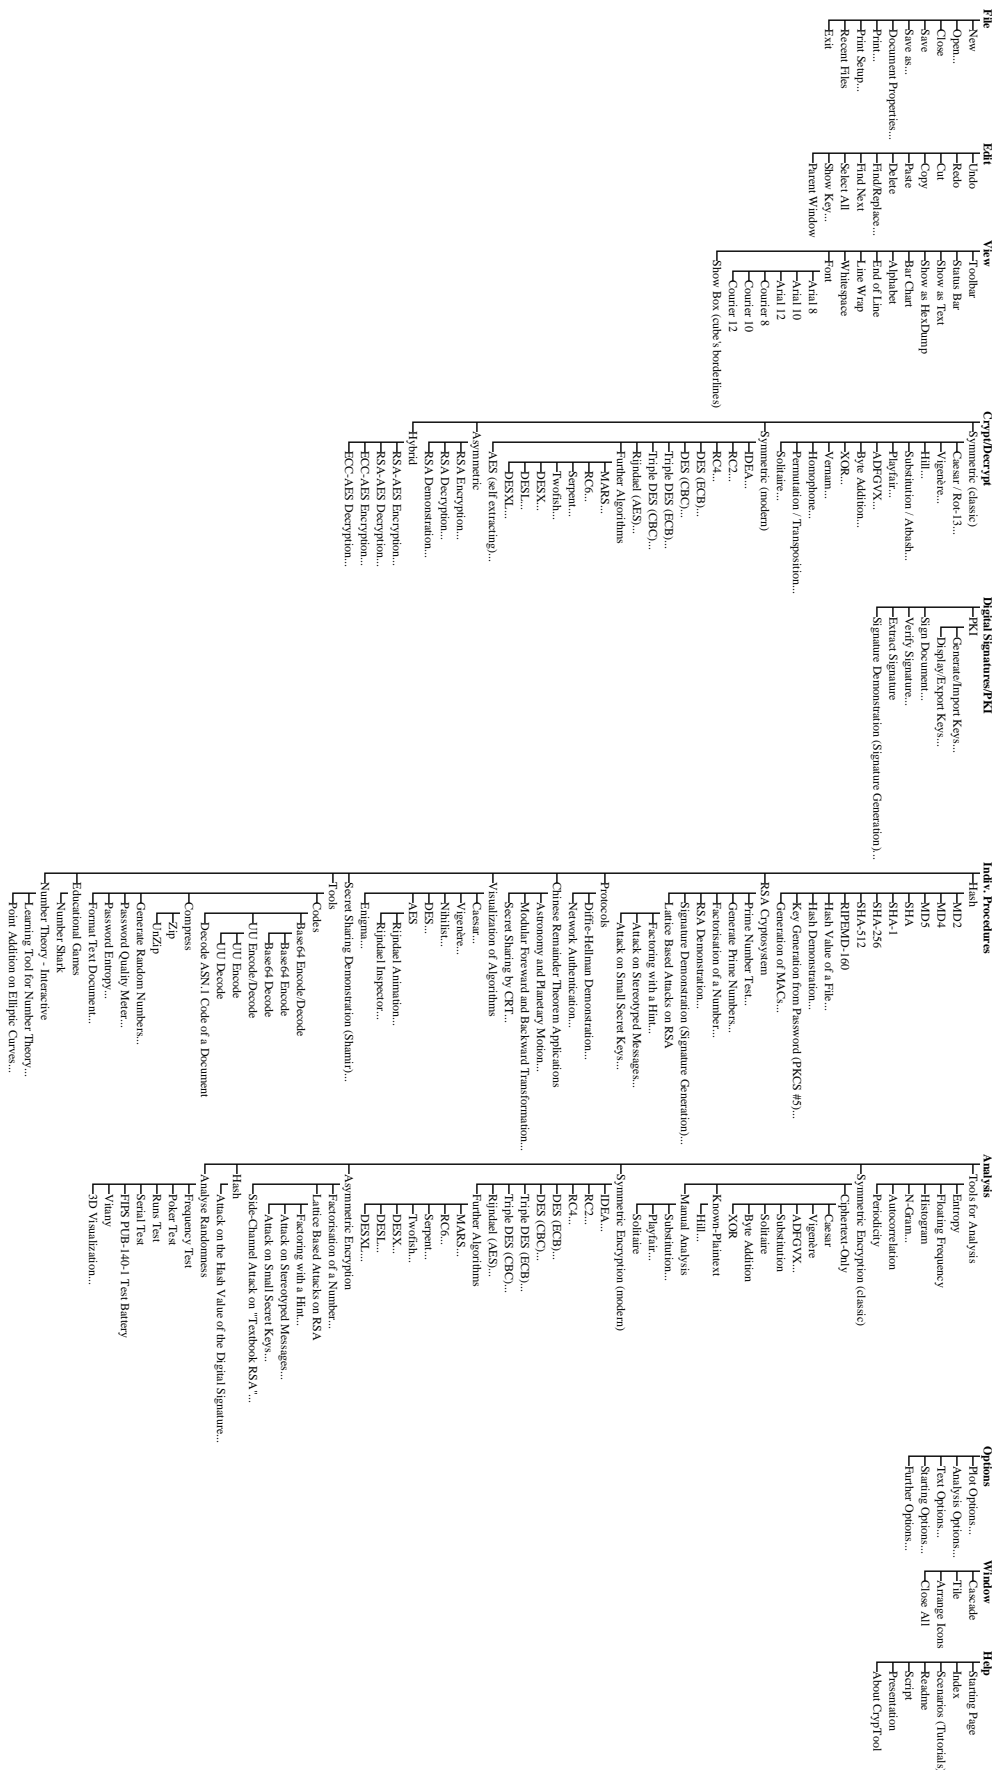 File
New
Open...
Close
Save
Save as...
Document Properties...
Print...
Print Setup...
Recent Files
Exit
Edit
Undo
Redo
Cut
Copy
Paste
Delete
Find/Replace...
Find Next
Select All
Show Key...
Parent Window
View
Toolbar
Status Bar
Show as Text
Show as HexDump
Bar Chart
Alphabet
End of Line
Line Wrap
Whitespace
Font
Arial 8
Arial 10
Arial 12
Courier 8
Courier 10
Courier 12
Show Box (cube's borderlines)
Crypt/Decrypt
Symmetric (classic)
Caesar / Rot-13...
Vigenère...
Hill...
Substitution / Atbash...
Playfair...
ADFGVX...
Byte Addition...
XOR...
Vernam...
Homophone...
Permutation / Transposition...
Solitaire...
Symmetric (modern)
IDEA...
RC2...
RC4...
DES (ECB)...
DES (CBC)...
Triple DES (ECB)...
Triple DES (CBC)...
Rijndael (AES)...
Further Algorithms
MARS...
RC6...
Serpent...
Twofish...
DESX...
DESL...
DESXL...
AES (self extracting)...
Asymmetric
RSA Encryption...
RSA Decryption...
RSA Demonstration...
Hybrid
RSA-AES Encryption...
RSA-AES Decryption...
ECC-AES Encryption...
ECC-AES Decryption...
Digital Signatures/PKI
PKI
Generate/Import Keys...
Display/Export Keys...
Sign Document...
Verify Signature...
Extract Signature
Signature Demonstration (Signature Generation)...
Indiv. Procedures
Hash
MD2
MD4
MD5
SHA
SHA-1
SHA-256
SHA-512
RIPEMD-160
Hash Value of a File...
Hash Demonstration...
Key Generation from Password (PKCS #5)...
Generation of MACs...
RSA Cryptosystem
Prime Number Test...
Generate Prime Numbers...
Factorisation of a Number...
RSA Demonstration...
Signature Demonstration (Signature Generation)...
Lattice Based Attacks on RSA
Factoring with a Hint...
Attack on Stereotyped Messages...
Attack on Small Secret Keys...
Protocols
Diffie-Hellman Demonstration...
Network Authentication...
Chinese Remainder Theorem Applications
Astronomy and Planetary Motion...
Modular Foreward and Backward Transformation...
Secret Sharing by CRT...
Visualization of Algorithms
Caesar...
Vigenère...
Nihilist...
DES...
AES
Rijndael Animation...
Rijndael Inspector...
Enigma...
Secret Sharing Demonstration (Shamir)...
Tools
Codes
Base64 Encode/Decode
Base64 Encode
Base64 Decode
UU Encode/Decode
UU Encode
UU Decode
Decode ASN.1 Code of a Document
Compress
Zip
UnZip
Generate Random Numbers...
Password Quality Meter...
Password Entropy...
Format Text Document...
Educational Games
Number Shark
Number Theory - Interactive
Learning Tool for Number Theory...
Point Addition on Elliptic Curves...
Analysis
Tools for Analysis
Entropy
Floating Frequency
Histogram
N-Gram...
Autocorrelation
Periodicity
Symmetric Encryption (classic)
Ciphertext-Only
Caesar
Vigenère
ADFGVX...
Substitution
Solitaire
Byte Addition
XOR
Known-Plaintext
Hill...
Manual Analysis
Substitution...
Playfair...
Solitaire
Symmetric Encryption (modern)
IDEA...
RC2...
RC4...
DES (ECB)...
DES (CBC)...
Triple DES (ECB)...
Triple DES (CBC)...
Rijndael (AES)...
Further Algorithms
MARS...
RC6...
Serpent...
Twofish...
DESX...
DESL...
DESXL...
Asymmetric Encryption
Factorisation of a Number...
Lattice Based Attacks on RSA
Factoring with a Hint...
Attack on Stereotyped Messages...
Attack on Small Secret Keys...
Side-Channel Attack on "Textbook RSA"...
Hash
Attack on the Hash Value of the Digital Signature...
Analyse Randomness
Frequency Test
Poker Test
Runs Test
Serial Test
FIPS PUB-140-1 Test Battery
Vitany
3D Visualization...
Options
Plot Options...
Analysis Options...
Text Options...
Starting Options...
Further Options...
Window
Cascade
Tile
Arrange Icons
Close All
Help
Starting Page
Index
Scenarios (Tutorials)
Readme
Script
Presentation
About CrypTool